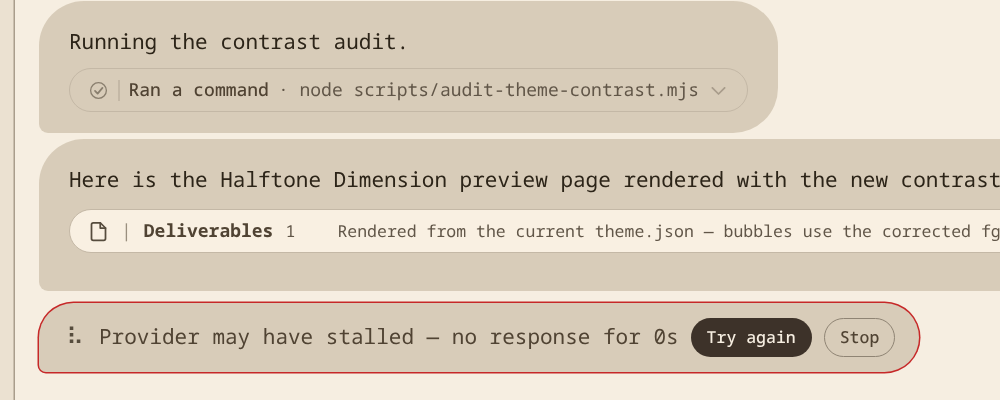 Running the contrast audit.
Ran a command · node scripts/audit-theme-contrast.mjs
Here is the Halftone Dimension preview page rendered with the new contrast
Deliverables 1 Rendered from the current theme.json — bubbles use the corrected fg
Provider may have stalled — no response for 0s Try again Stop